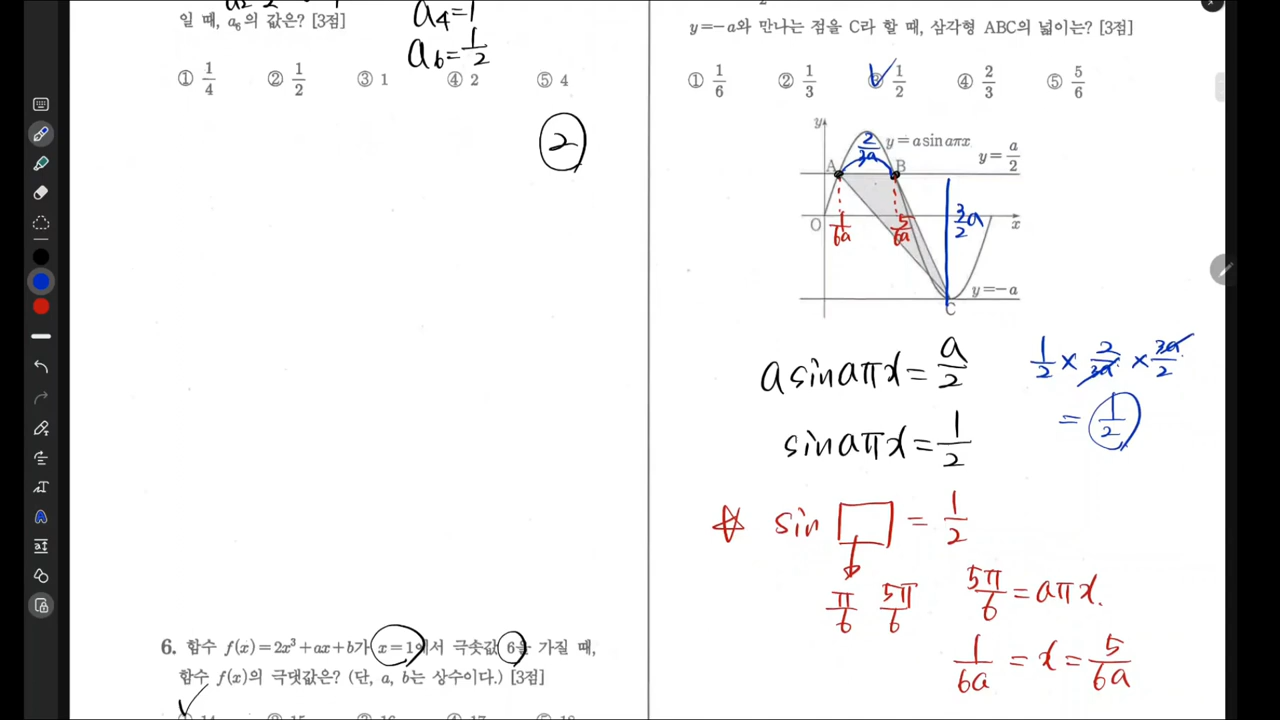 일 때, a₆의 값은? [3점]
a₄=1
a₆=1/2
① 1/4 ② 1/2 ③ 1 ④ 2 ⑤ 4
2
6. 함수 f(x)=2x³+ax+b가 x=1에서 극솟값 6을 가질 때,
함수 f(x)의 극댓값은? (단, a, b는 상수이다.) [3점]
y=-a와 만나는 점을 C라 할 때, 삼각형 ABC의 넓이는? [3점]
① 1/6 ② 1/3 ③ 1/2 ④ 2/3 ⑤ 5/6
y
y=a sin aπx
y=a/2
2/3a
A
B
O
1/6a
5/6a
3/2 a
x
y=-a
C
a sin aπx = a/2
sin aπx = 1/2
1/2 × 2/3a × 3a/2
= 1/2
☆ sin □ = 1/2
π/6 5π/6
5π/6 = aπx.
1/6a = x = 5/6a